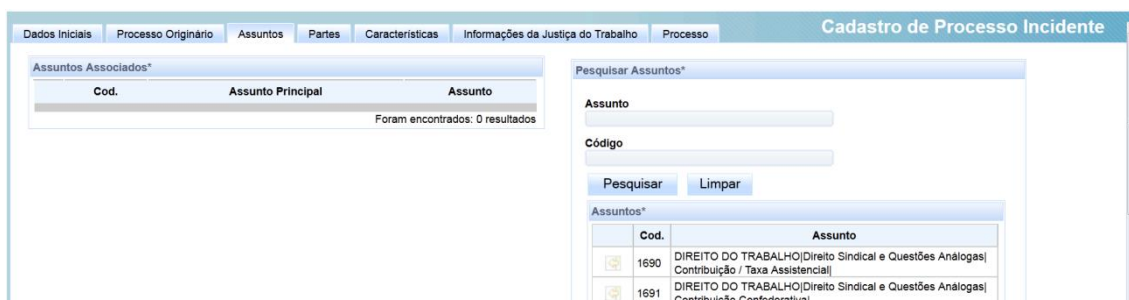 Cadastro de Processo Incidente
Dados Iniciais Processo Originário Assuntos Partes Características Informações da Justiça do Trabalho Processo
Assuntos Associados*
Cod. Assunto Principal Assunto
Foram encontrados: 0 resultados
Pesquisar Assuntos*
Assunto
Código
Pesquisar Limpar
Assuntos*
Cod. Assunto
1690 DIREITO DO TRABALHO|Direito Sindical e Questões Análogas|
Contribuição / Taxa Assistencial|
1691 DIREITO DO TRABALHO|Direito Sindical e Questões Análogas|
Contribuição Confederativa|